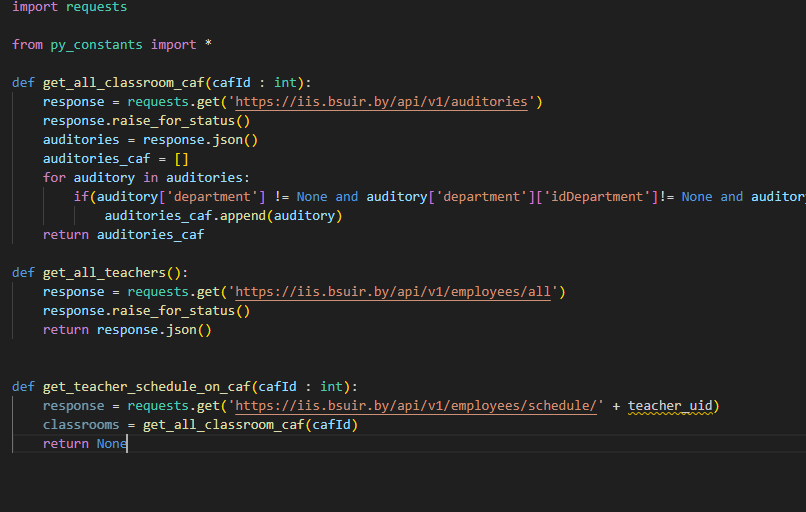 import requests
from py_constants import *
def get_all_classroom_caf(cafId : int):
    response = requests.get('https://iis.bsuir.by/api/v1/auditories')
    response.raise_for_status()
    auditories = response.json()
    auditories_caf = []
    for auditory in auditories:
        if(auditory['department'] != None and auditory['department']['idDepartment']!= None and auditory
            auditories_caf.append(auditory)
    return auditories_caf
def get_all_teachers():
    response = requests.get('https://iis.bsuir.by/api/v1/employees/all')
    response.raise_for_status()
    return response.json()
def get_teacher_schedule_on_caf(cafId : int):
    response = requests.get('https://iis.bsuir.by/api/v1/employees/schedule/' + teacher_uid)
    classrooms = get_all_classroom_caf(cafId)
    return None